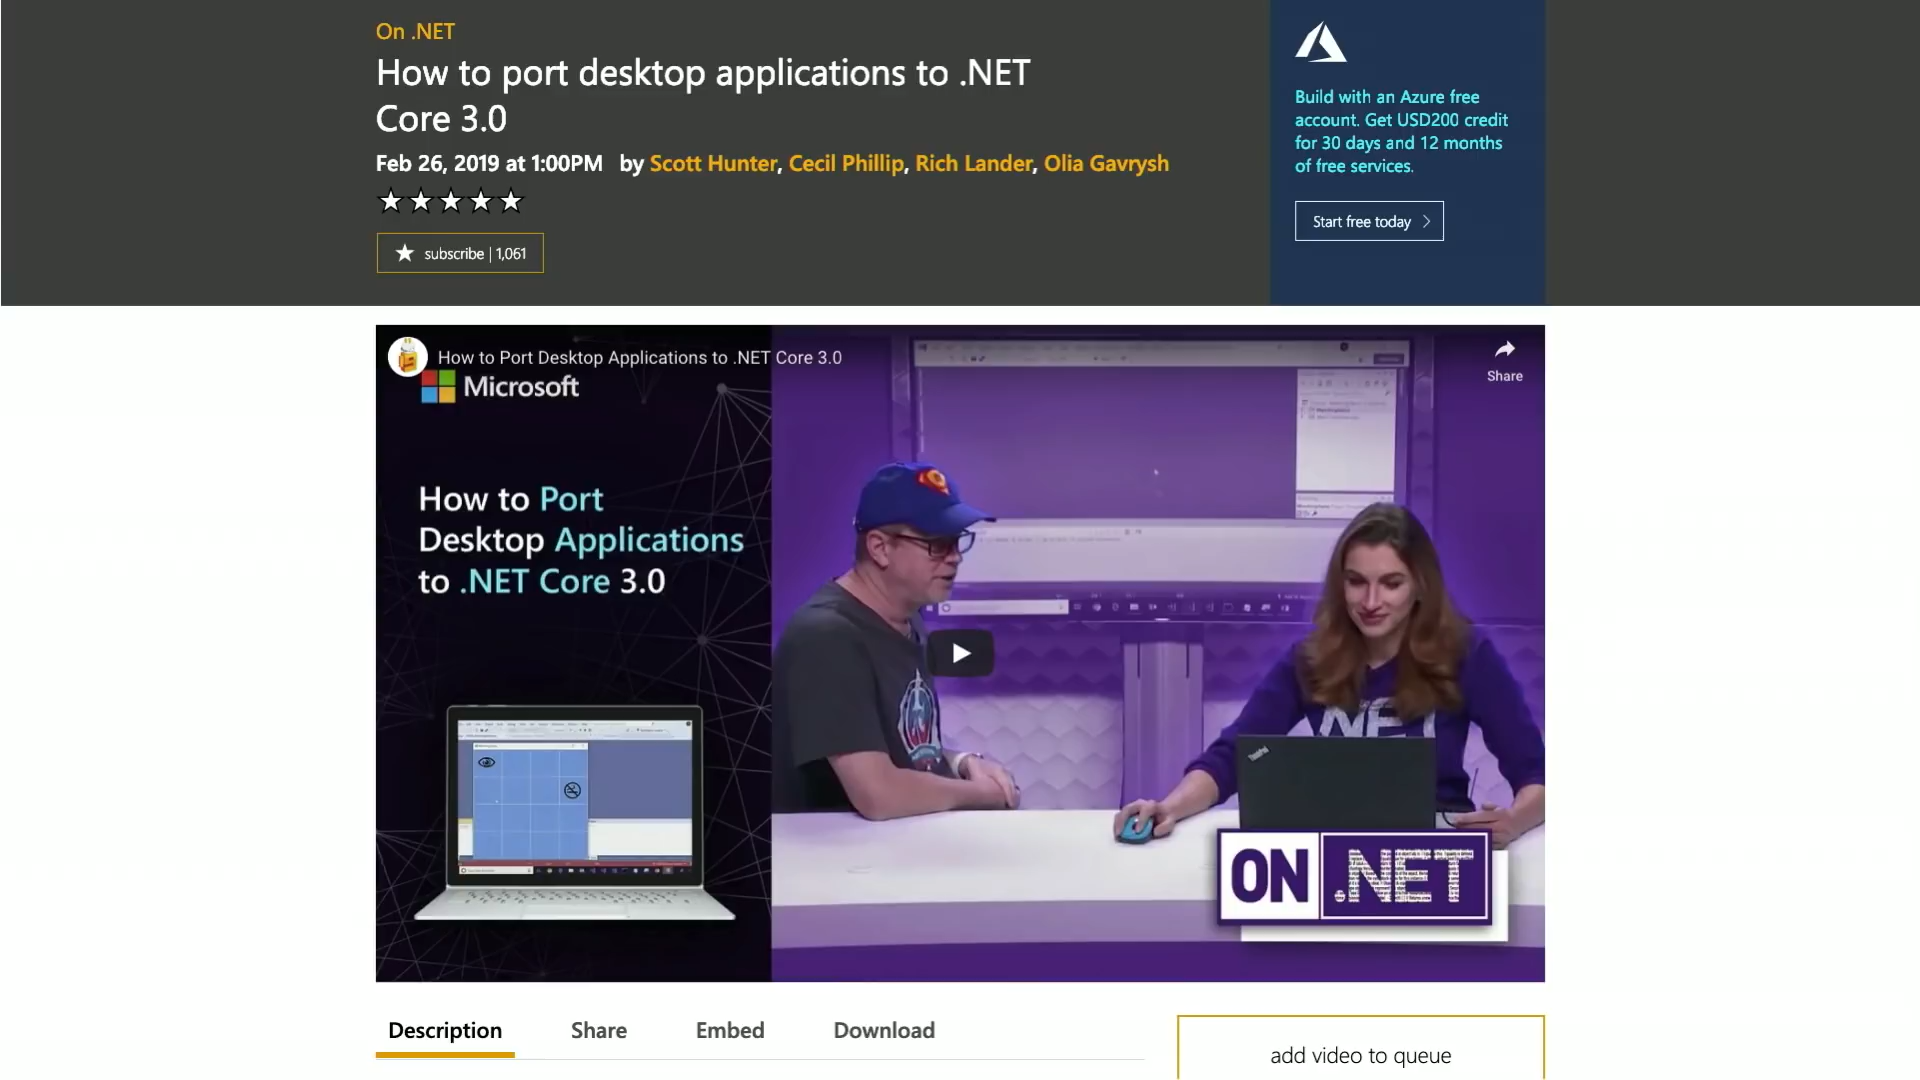 On .NET
How to port desktop applications to .NET
Core 3.0
Feb 26, 2019 at 1:00PM by Scott Hunter, Cecil Phillip, Rich Lander, Olia Gavrysh
subscribe | 1,061
Build with an Azure free
account. Get USD200 credit
for 30 days and 12 months
of free services.
Start free today
How to Port Desktop Applications to .NET Core 3.0
Share
Microsoft
How to Port
Desktop Applications
to .NET Core 3.0
.NET
ThinkPad
ON .NET
Description Share Embed Download
add video to queue